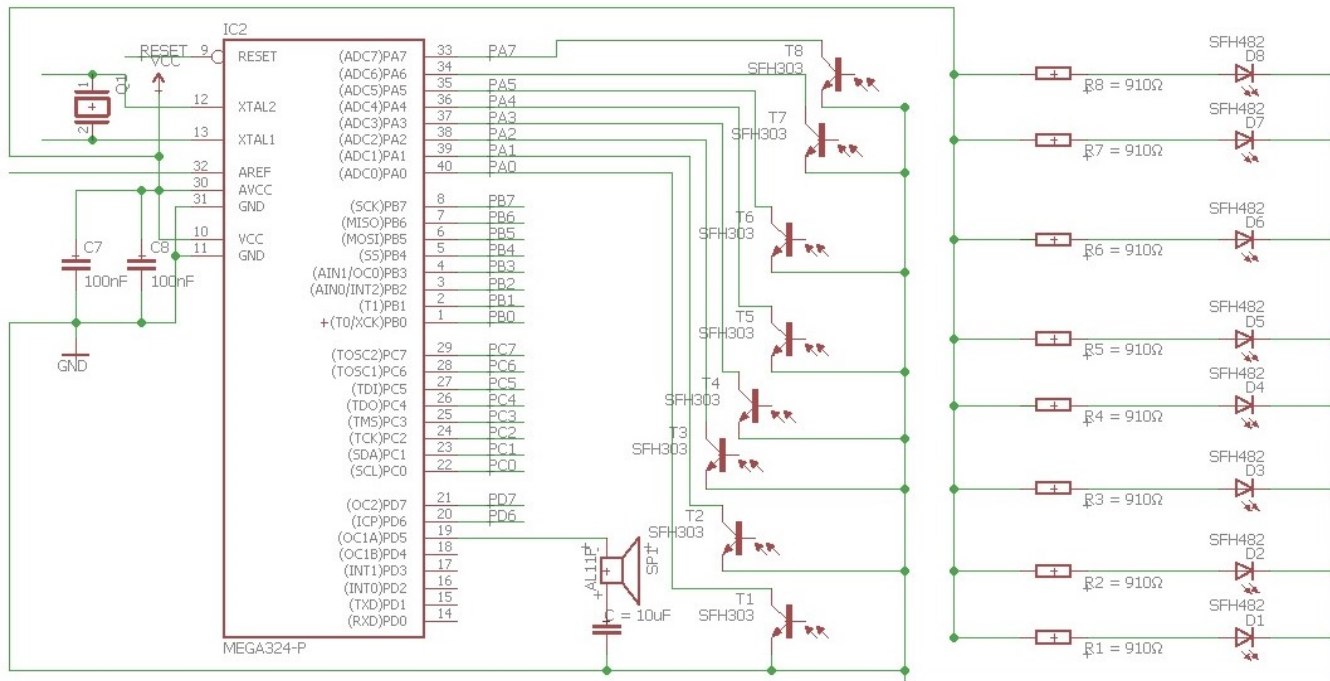 IC2
RESET
VCC
Q1
1
2
9 RESET (ADC7)PA7 33 PA7
(ADC6)PA6 34
(ADC5)PA5 35 PA5
12 XTAL2 (ADC4)PA4 36 PA4
(ADC3)PA3 37 PA3
13 XTAL1 (ADC2)PA2 38 PA2
(ADC1)PA1 39 PA1
32 AREF (ADC0)PA0 40 PA0
30 AVCC
31 GND (SCK)PB7 8 PB7
(MISO)PB6 7 PB6
10 VCC (MOSI)PB5 6 PB5
11 GND (SS)PB4 5 PB4
(AIN1/OC0)PB3 4 PB3
(AIN0/INT2)PB2 3 PB2
(T1)PB1 2 PB1
(T0/XCK)PB0 1 PB0
C7
100nF
C8
100nF
GND
(TOSC2)PC7 29 PC7
(TOSC1)PC6 28 PC6
(TDI)PC5 27 PC5
(TDO)PC4 26 PC4
(TMS)PC3 25 PC3
(TCK)PC2 24 PC2
(SDA)PC1 23 PC1
(SCL)PC0 22 PC0
(OC2)PD7 21 PD7
(ICP)PD6 20 PD6
(OC1A)PD5 19
(OC1B)PD4 18
(INT1)PD3 17
(INT0)PD2 16
(TXD)PD1 15
(RXD)PD0 14
MEGA324-P
AL11P
SP1
C = 10uF
T8
SFH303
T7
SFH303
T6
SFH303
T5
SFH303
T4
SFH303
T3
SFH303
T2
SFH303
T1
SFH303
SFH482
D8
R8 = 910Ω
SFH482
D7
R7 = 910Ω
SFH482
D6
R6 = 910Ω
SFH482
D5
R5 = 910Ω
SFH482
D4
R4 = 910Ω
SFH482
D3
R3 = 910Ω
SFH482
D2
R2 = 910Ω
SFH482
D1
R1 = 910Ω